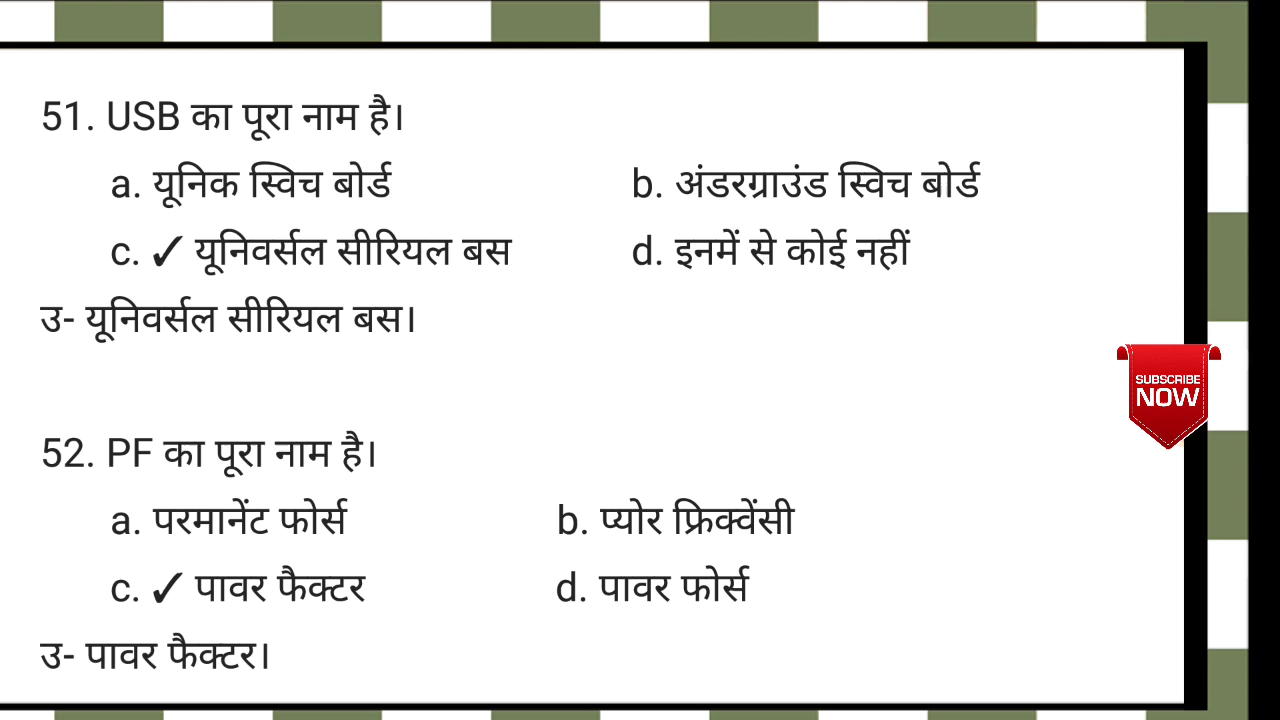 51. USB का पूरा नाम है।
a. यूनिक स्विच बोर्ड b. अंडरग्राउंड स्विच बोर्ड
c. ✓ यूनिवर्सल सीरियल बस d. इनमें से कोई नहीं
उ- यूनिवर्सल सीरियल बस।
SUBSCRIBE
NOW
52. PF का पूरा नाम है।
a. परमानेंट फोर्स b. प्योर फ्रिक्वेंसी
c. ✓ पावर फैक्टर d. पावर फोर्स
उ- पावर फैक्टर।